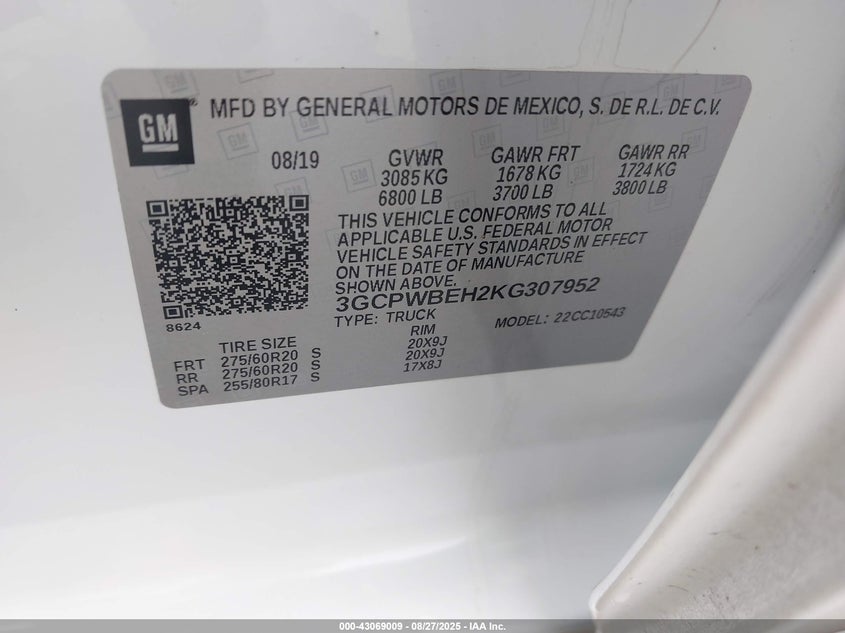 GM® MFD BY GENERAL MOTORS DE MEXICO, S. DE R.L. DE C.V.
08/19 GVWR GAWR FRT GAWR RR
3085 KG 1678 KG 1724 KG
6800 LB 3700 LB 3800 LB
THIS VEHICLE CONFORMS TO ALL
APPLICABLE U.S. FEDERAL MOTOR
VEHICLE SAFETY STANDARDS IN EFFECT
ON THE DATE OF MANUFACTURE
SHOWN ABOVE.
3GCPWBEH2KG307952
8624
TYPE: TRUCK MODEL: 22CC10543
TIRE SIZE RIM
FRT 275/60R20 S 20X9J
RR 275/60R20 S 20X9J
SPA 255/80R17 S 17X8J
000-43069009 - 08/27/2025 - IAA Inc.